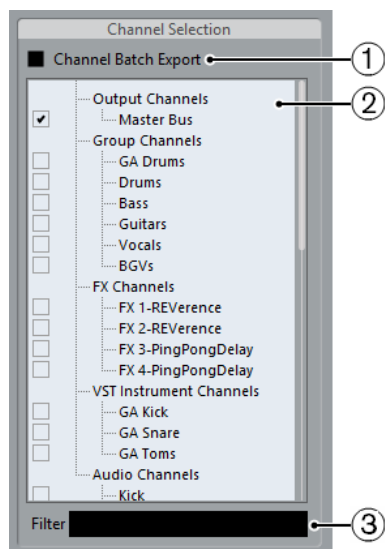 Channel Selection
Channel Batch Export
1
2
Output Channels
Master Bus
Group Channels
GA Drums
Drums
Bass
Guitars
Vocals
BGVs
FX Channels
FX 1-REVerence
FX 2-REVerence
FX 3-PingPongDelay
FX 4-PingPongDelay
VST Instrument Channels
GA Kick
GA Snare
GA Toms
Audio Channels
Kick
Filter
3